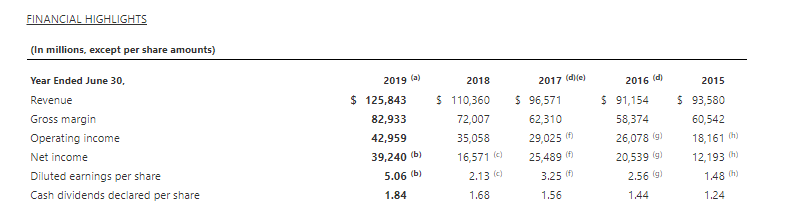 FINANCIAL HIGHLIGHTS
(In millions, except per share amounts)
Year Ended June 30, 2019 (a) 2018 2017 (d)(e) 2016 (d) 2015
Revenue $ 125,843 $ 110,360 $ 96,571 $ 91,154 $ 93,580
Gross margin 82,933 72,007 62,310 58,374 60,542
Operating income 42,959 35,058 29,025 (f) 26,078 (g) 18,161 (h)
Net income 39,240 (b) 16,571 (c) 25,489 (f) 20,539 (g) 12,193 (h)
Diluted earnings per share 5.06 (b) 2.13 (c) 3.25 (f) 2.56 (g) 1.48 (h)
Cash dividends declared per share 1.84 1.68 1.56 1.44 1.24